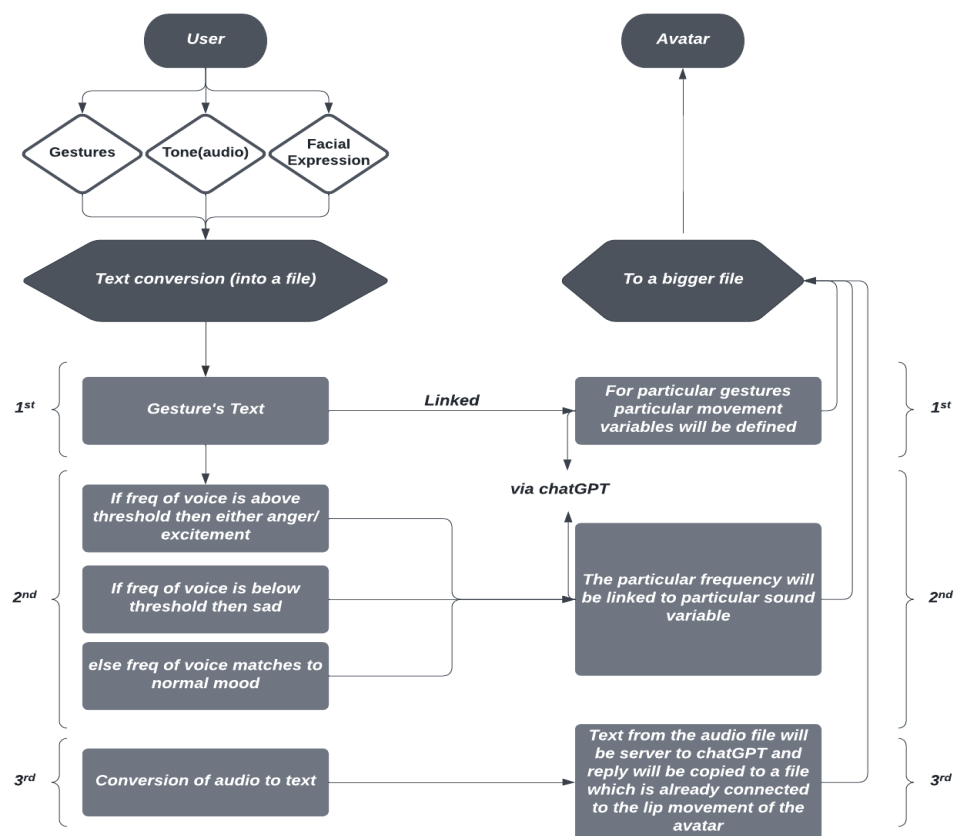 User
Avatar
Gestures
Tone(audio)
Facial
Expression
Text conversion (into a file)
To a bigger file
1st
Gesture's Text
Linked
For particular gestures
particular movement
variables will be defined
1st
via chatGPT
2nd
If freq of voice is above
threshold then either anger/
excitement
If freq of voice is below
threshold then sad
else freq of voice matches to
normal mood
The particular frequency will
be linked to particular sound
variable
2nd
3rd
Conversion of audio to text
Text from the audio file will
be server to chatGPT and
reply will be copied to a file
which is already connected
to the lip movement of the
avatar
3rd